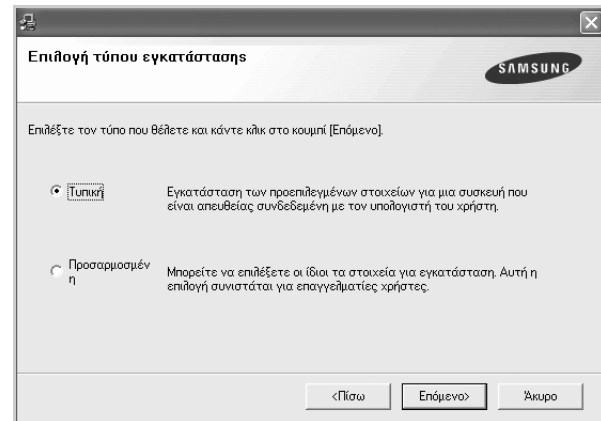 Επιλογή τύπου εγκατάστασης
SAMSUNG
Επιλέξτε τον τύπο που θέλετε και κάντε κλικ στο κουμπί [Επόμενο].
Τυπική
Εγκατάσταση των προεπιλεγμένων στοιχείων για μια συσκευή που
είναι απευθείας συνδεδεμένη με τον υπολογιστή του χρήστη.
Προσαρμοσμέν
η
Μπορείτε να επιλέξετε οι ίδιοι τα στοιχεία για εγκατάσταση. Αυτή η
επιλογή συνιστάται για επαγγελματίες χρήστες.
<Πίσω
Επόμενο>
Άκυρο